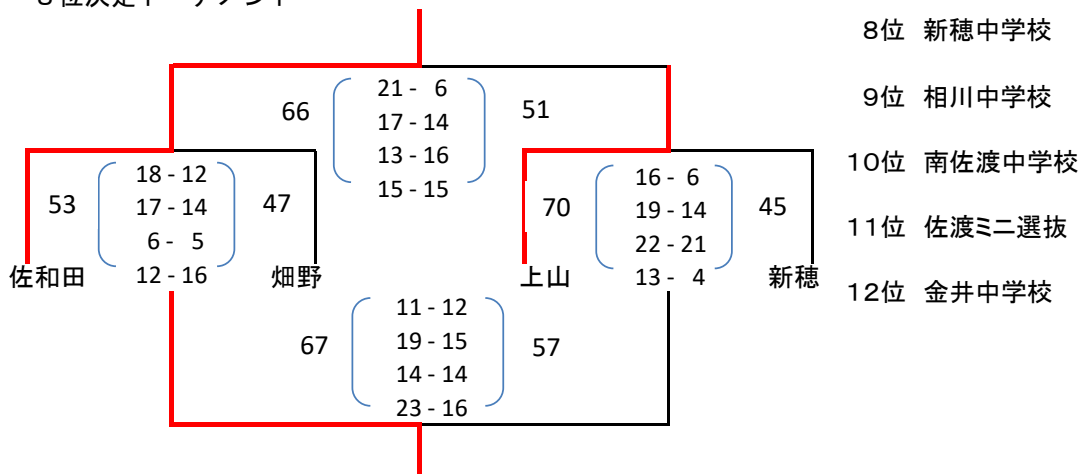 8位 新穂中学校
21 - 6
66
17 - 14
51
13 - 16
15 - 15
9位 相川中学校
10位 南佐渡中学校
18 - 12
53
17 - 14
47
6 - 5
12 - 16
16 - 6
70
19 - 14
45
22 - 21
13 - 4
11位 佐渡ミニ選抜
佐和田
畑野
上山
新穂
12位 金井中学校
11 - 12
67
19 - 15
57
14 - 14
23 - 16